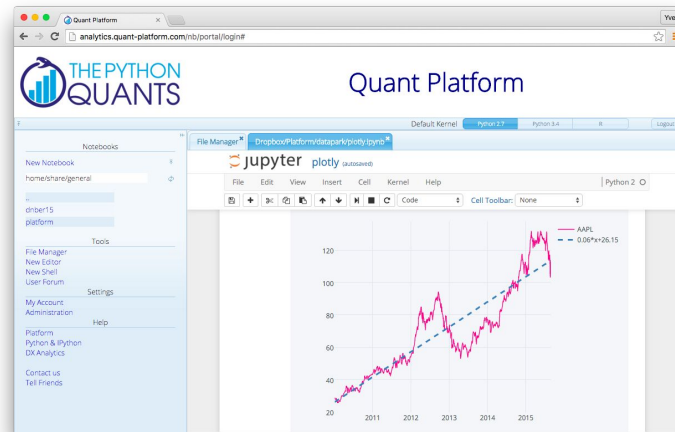 Quant Platform
Yve
analytics.quant-platform.com/nb/portal/login#
THE PYTHON
QUANTS
Quant Platform
Default Kernel
Python 2.7
Python 3.4
R
Logout
Notebooks
New Notebook
home/share/general
..
driber15
platform
Tools
File Manager
New Editor
New Shell
User Forum
Settings
My Account
Administration
Help
Platform
Python & IPython
DX Analytics
Contact us
Tell Friends
File Manager
Dropbox/Platform/datapark/plotly.ipynb
jupyter plotly (autosaved)
File Edit View Insert Cell Kernel Help
Python 2
Code
Cell Toolbar: None
AAPL
0.06*x+26.15
120
100
80
60
40
20
2011 2012 2013 2014 2015